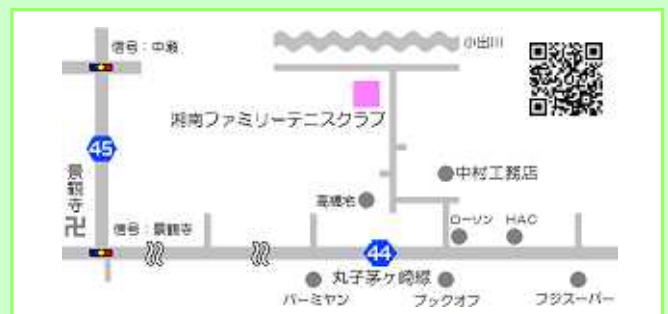 信号：中瀬
小出川
湘南ファミリーテニスクラブ
45
景観寺
中村工務店
高橋宅
信号：景観寺
ローソン
HAC
44
丸子茅ヶ崎線
バーミヤン
ブックオフ
フジスーパー